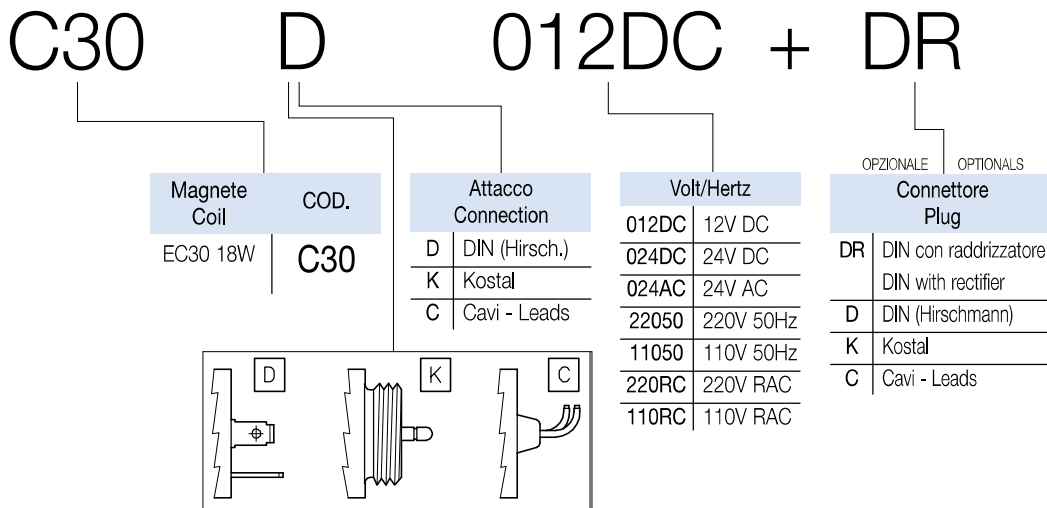 C30 D 012DC + DR
OPZIONALE OPTIONALS
Magnete
Coil
COD.
EC30 18W
C30
Attacco
Connection
D DIN (Hirsch.)
K Kostal
C Cavi - Leads
Volt/Hertz
012DC 12V DC
024DC 24V DC
024AC 24V AC
22050 220V 50Hz
11050 110V 50Hz
220RC 220V RAC
110RC 110V RAC
Connettore
Plug
DR DIN con raddrizzatore
DIN with rectifier
D DIN (Hirschmann)
K Kostal
C Cavi - Leads
D K C